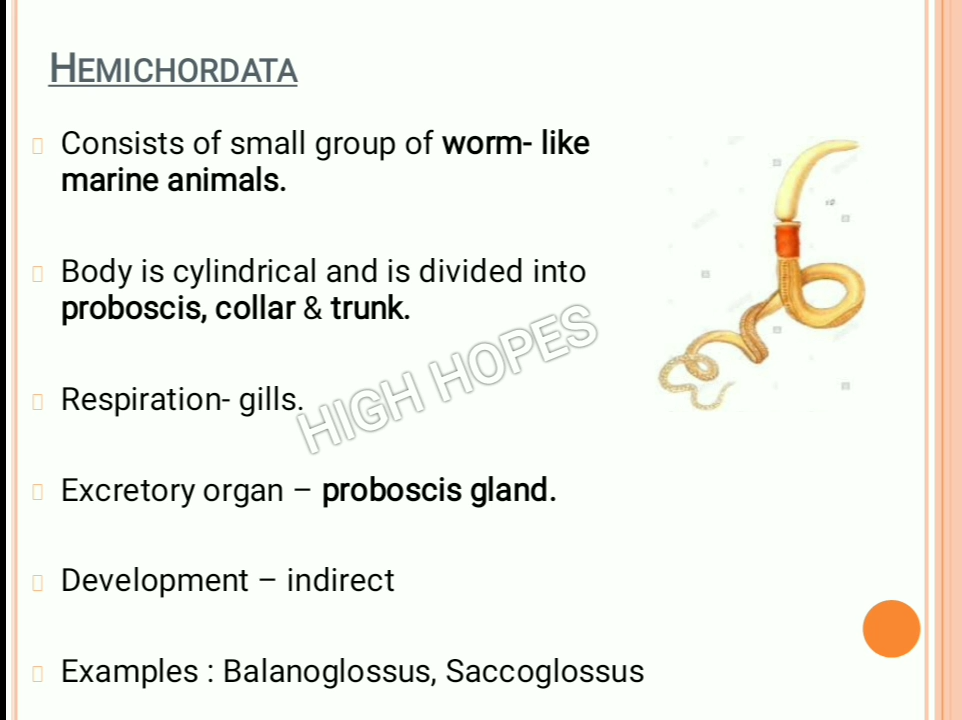 HEMICHORDATA
Consists of small group of worm- like
marine animals.
Body is cylindrical and is divided into
proboscis, collar & trunk.
HIGH HOPES
Respiration- gills.
Excretory organ – proboscis gland.
Development – indirect
Examples : Balanoglossus, Saccoglossus